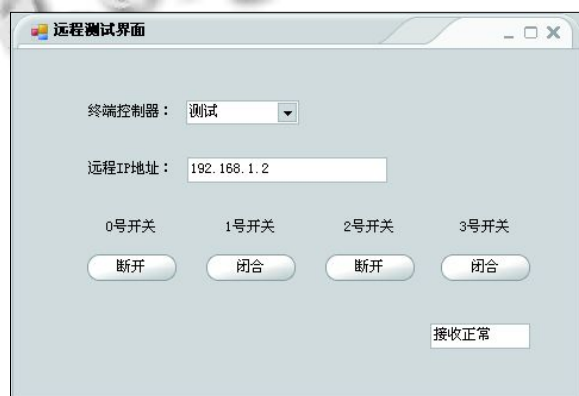 远程测试界面
终端控制器： 测试
远程IP地址： 192.168.1.2
0号开关 1号开关 2号开关 3号开关
断开 闭合 断开 闭合
接收正常